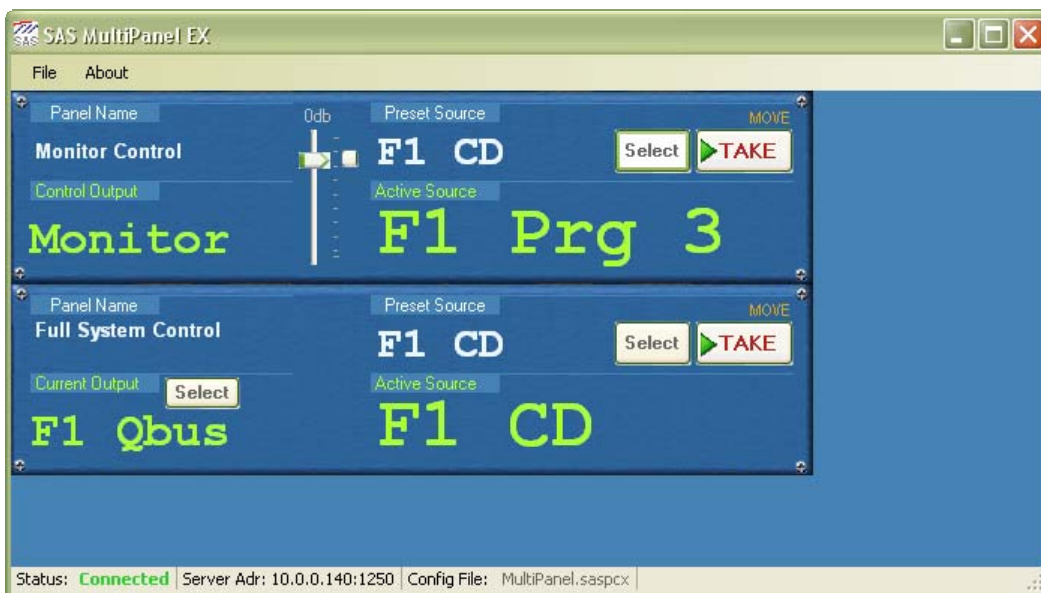 SAS MultiPanel EX
File About
Panel Name
0db
Preset Source
MOVE
Monitor Control
F1 CD
Select
TAKE
Control Output
Active Source
Monitor
F1 Prg 3
Panel Name
Preset Source
MOVE
Full System Control
F1 CD
Select
TAKE
Current Output
Select
Active Source
F1 Qbus
F1 CD
Status: Connected Server Adr: 10.0.0.140:1250 Config File: MultiPanel.saspcx